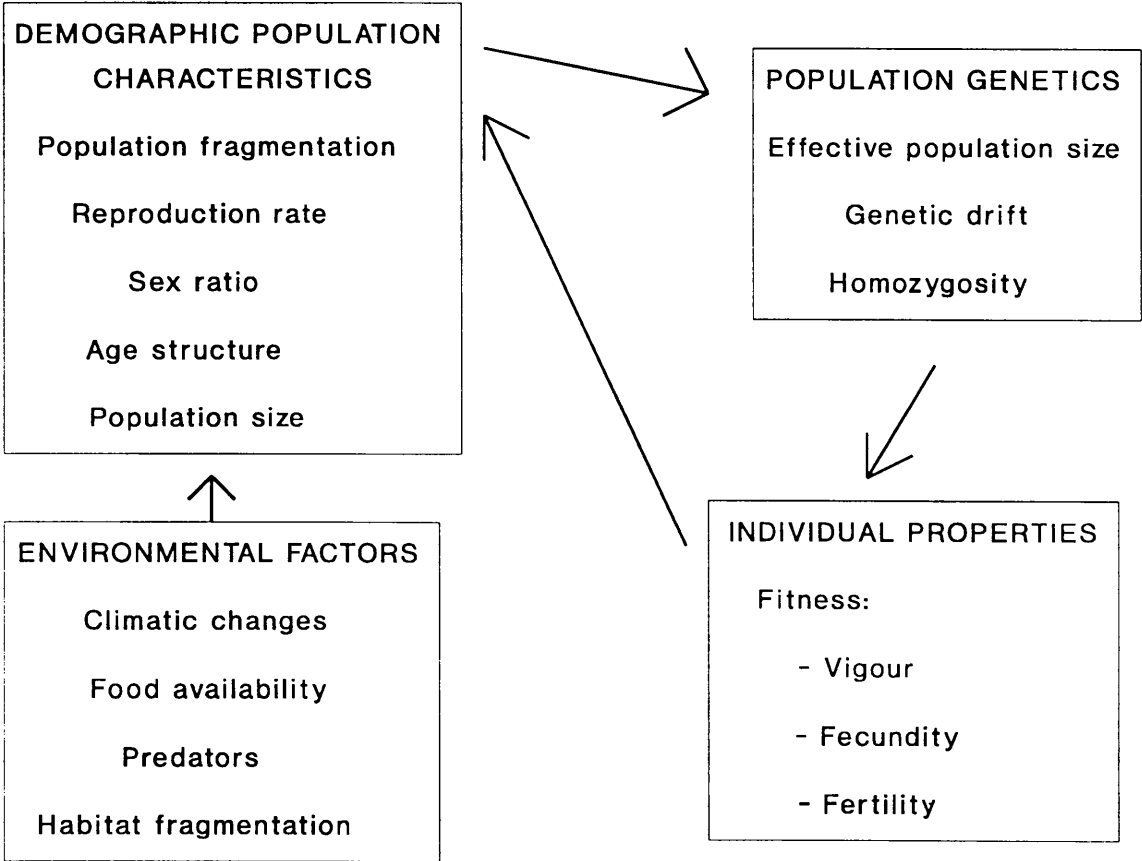 DEMOGRAPHIC POPULATION
CHARACTERISTICS
Population fragmentation
Reproduction rate
Sex ratio
Age structure
Population size
POPULATION GENETICS
Effective population size
Genetic drift
Homozygosity
ENVIRONMENTAL FACTORS
Climatic changes
Food availability
Predators
Habitat fragmentation
INDIVIDUAL PROPERTIES
Fitness:
- Vigour
- Fecundity
- Fertility